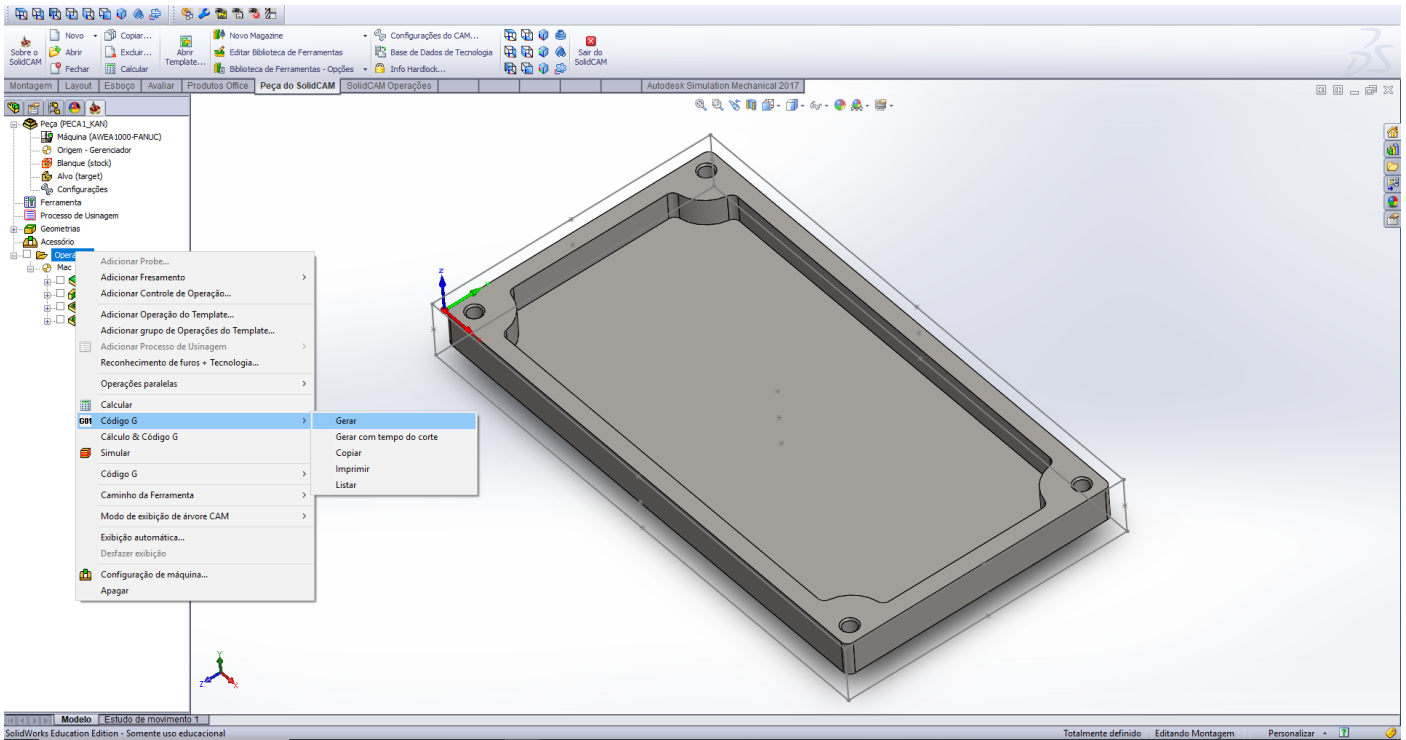 Novo
Copiar...
Novo Magazine
Configurações do CAM...
Sobre o SolidCAM
Abrir
Excluir...
Abrir Template...
Editar Biblioteca de Ferramentas
Base de Dados de Tecnologia
Sair do SolidCAM
Fechar
Calcular
Biblioteca de Ferramentas - Opções
Info Hardlock...
Montagem Layout Esboço Avaliar Produtos Office Peça do SolidCAM SolidCAM Operações Autodesk Simulation Mechanical 2017
Peça (PECA1_KAN)
Máquina (AWEA1000-FANUC)
Origem - Gerenciador
Blanque (stock)
Alvo (target)
Configurações
Ferramenta
Processo de Usinagem
Geometrias
Acessório
Opera
Mac
Adicionar Probe...
Adicionar Fresamento
Adicionar Controle de Operação...
Adicionar Operação do Template...
Adicionar grupo de Operações do Template...
Adicionar Processo de Usinagem
Reconhecimento de furos + Tecnologia...
Operações paralelas
Calcular
G01 Código G
Cálculo & Código G
Simular
Código G
Caminho da Ferramenta
Modo de exibição de árvore CAM
Exibição automática...
Desfazer exibição
Configuração de máquina...
Apagar
Gerar
Gerar com tempo do corte
Copiar
Imprimir
Listar
Z
Y
Z
X
Modelo Estudo de movimento 1
SolidWorks Education Edition - Somente uso educacional
Totalmente definido Editando Montagem Personalizar